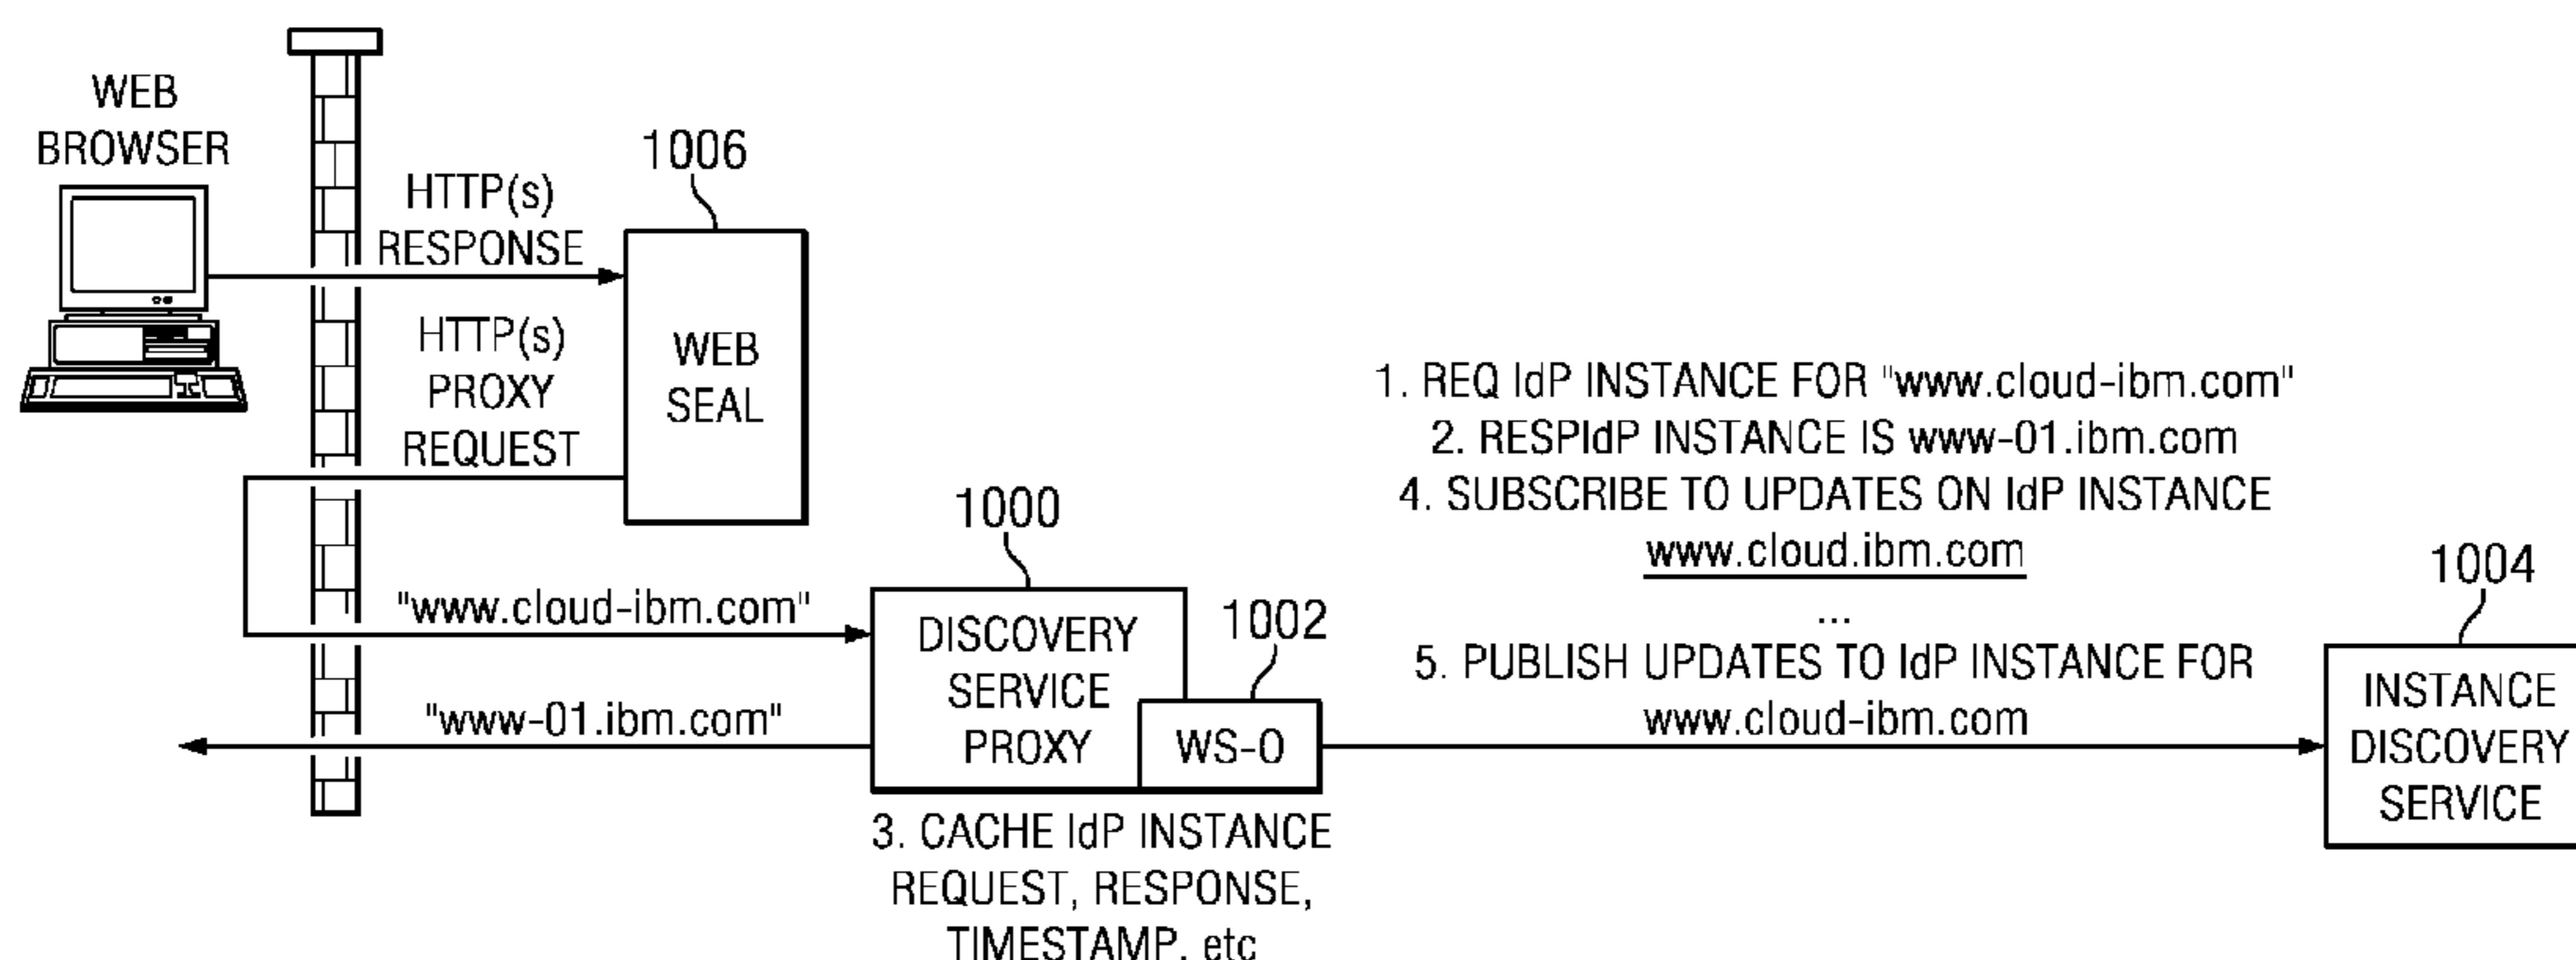 WEB
BROWSER
HTTP(s)
RESPONSE
HTTP(s)
PROXY
REQUEST
1006
WEB
SEAL
"www.cloud-ibm.com"
"www-01.ibm.com"
1000
DISCOVERY
SERVICE
PROXY
1002
WS-O
3. CACHE IdP INSTANCE
REQUEST, RESPONSE,
TIMESTAMP, etc
1. REQ IdP INSTANCE FOR "www.cloud-ibm.com"
2. RESPIdP INSTANCE IS www-01.ibm.com
4. SUBSCRIBE TO UPDATES ON IdP INSTANCE
www.cloud.ibm.com
...
5. PUBLISH UPDATES TO IdP INSTANCE FOR
www.cloud-ibm.com
1004
INSTANCE
DISCOVERY
SERVICE